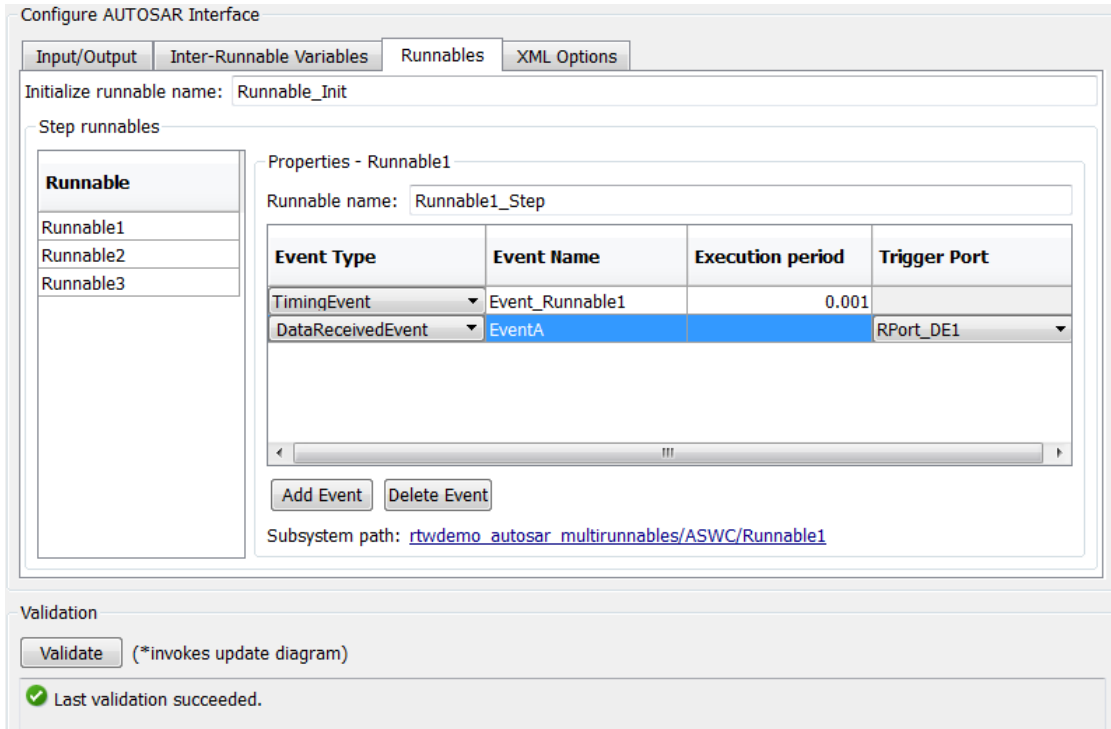 Configure AUTOSAR Interface
Input/Output Inter-Runnable Variables Runnables XML Options
Initialize runnable name: Runnable_Init
Step runnables
Runnable
Runnable1
Runnable2
Runnable3
Properties - Runnable1
Runnable name: Runnable1_Step
Event Type Event Name Execution period Trigger Port
TimingEvent Event_Runnable1 0.001
DataReceivedEvent EventA RPort_DE1
Add Event Delete Event
Subsystem path: rtwdemo_autosar_multirunnables/ASWC/Runnable1
Validation
Validate (*invokes update diagram)
Last validation succeeded.